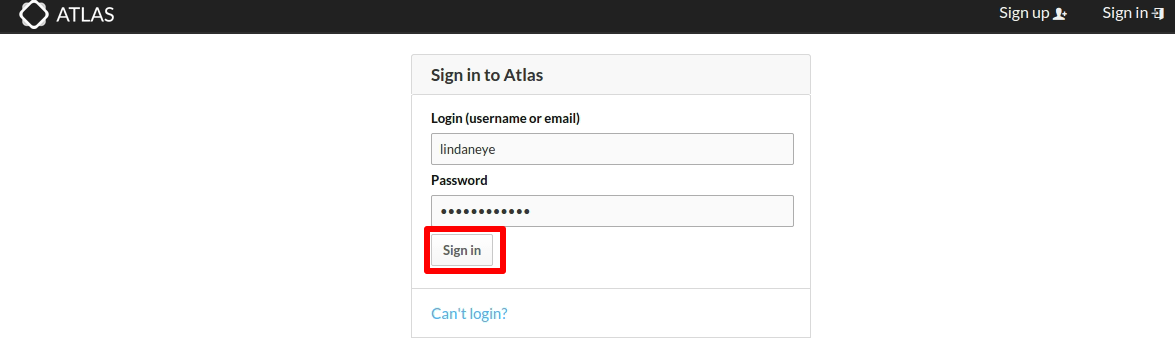 ATLAS
Sign up
Sign in
Sign in to Atlas
Login (username or email)
lindaneye
Password
••••••••••••
Sign in
Can't login?